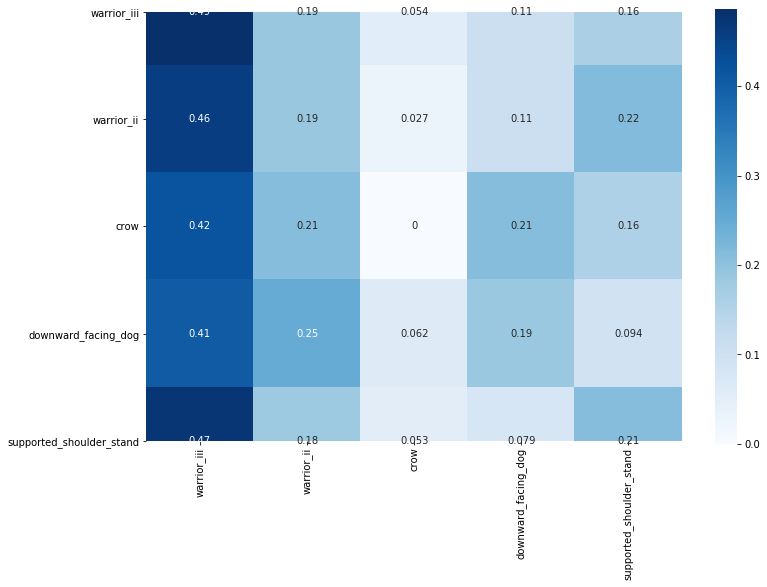 warrior_iii 0.19 0.054 0.11 0.16
warrior_ii 0.46 0.19 0.027 0.11 0.22
crow 0.42 0.21 0 0.21 0.16
downward_facing_dog 0.41 0.25 0.062 0.19 0.094
supported_shoulder_stand 0.47 0.18 0.053 0.079 0.21
warrior_iii
warrior_ii
crow
downward_facing_dog
supported_shoulder_stand
0.4
0.3
0.2
0.1
0.0